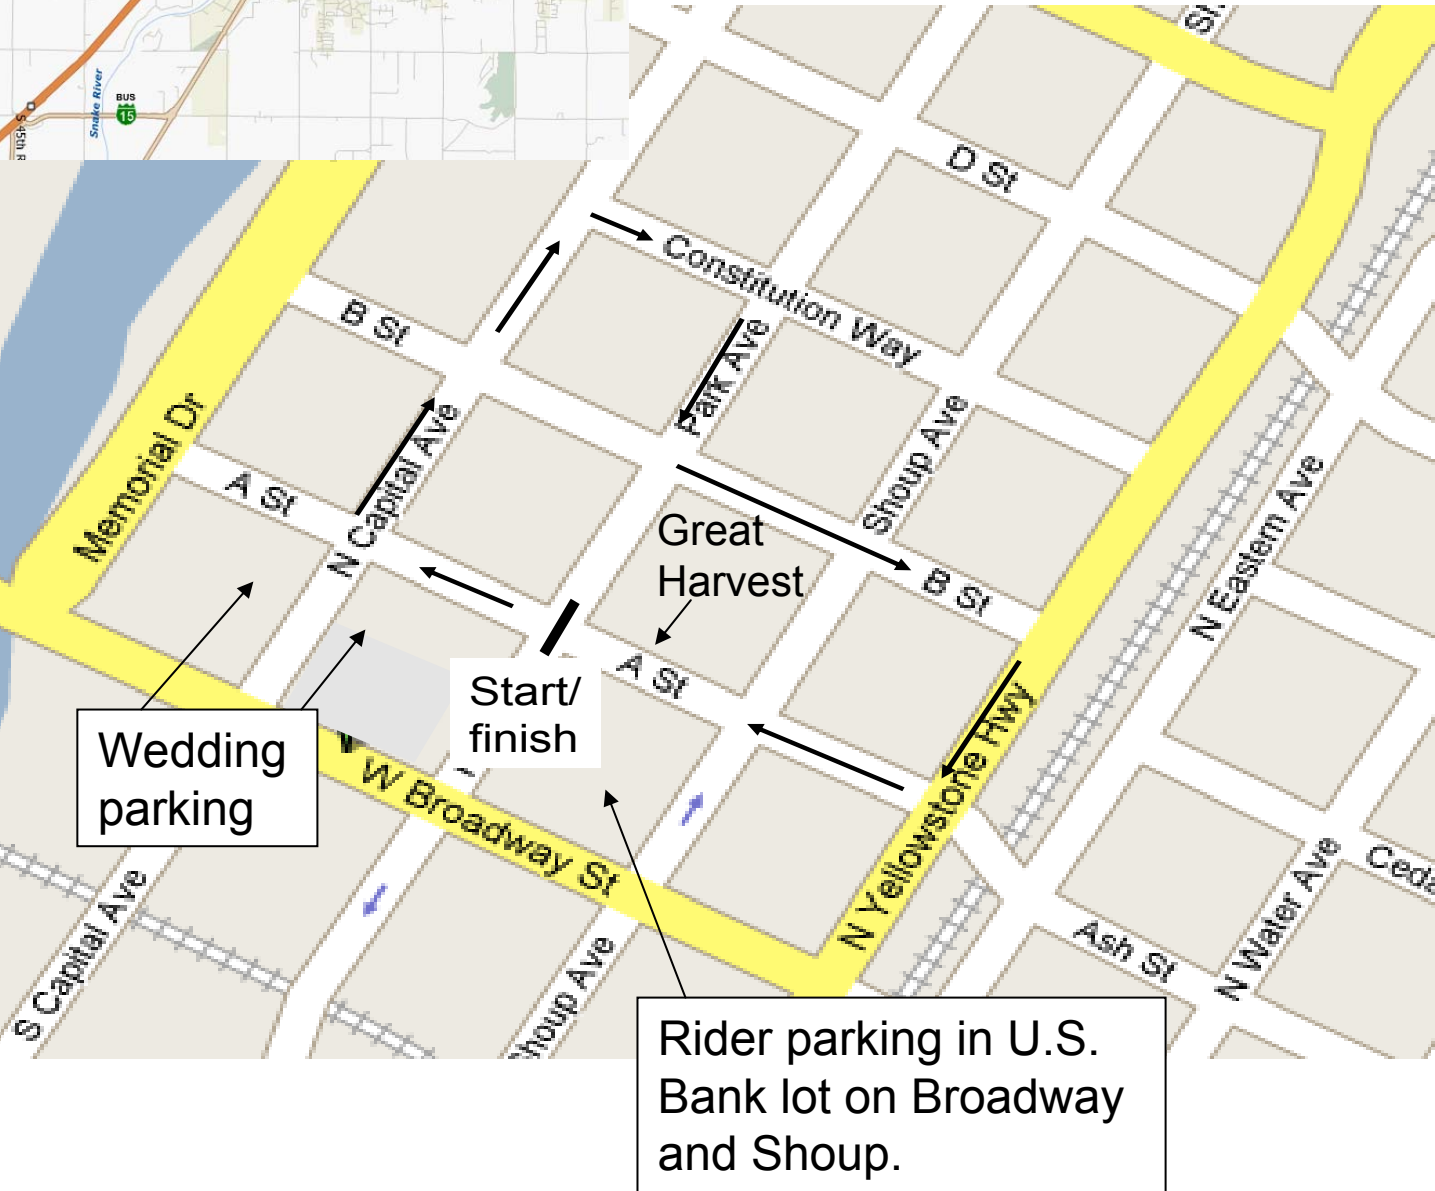 Snake River
BUS
15
S 45th
D St
Constitution Way
B St
Park Ave
Memorial Dr
N Capital Ave
Shoup Ave
A St
Great
Harvest
B St
N Eastern Ave
A St
Start/
finish
Wedding
parking
W Broadway St
N Yellowstone Hwy
N Water Ave
S Capital Ave
Ash St
Rider parking in U.S.
Bank lot on Broadway
and Shoup.